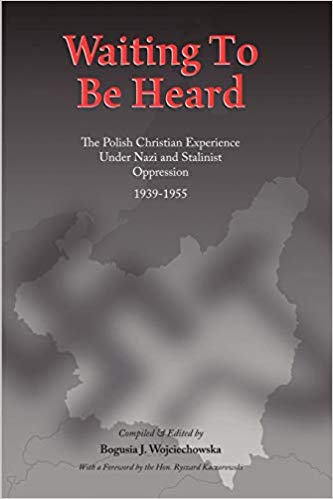 Waiting To
Be Heard
The Polish Christian Experience
Under Nazi and Stalinist
Oppression
1939-1955
Compiled & Edited by
Bogusia J. Wojciechowska
With a Foreword by the Hon. Ryszard Kaczorowski